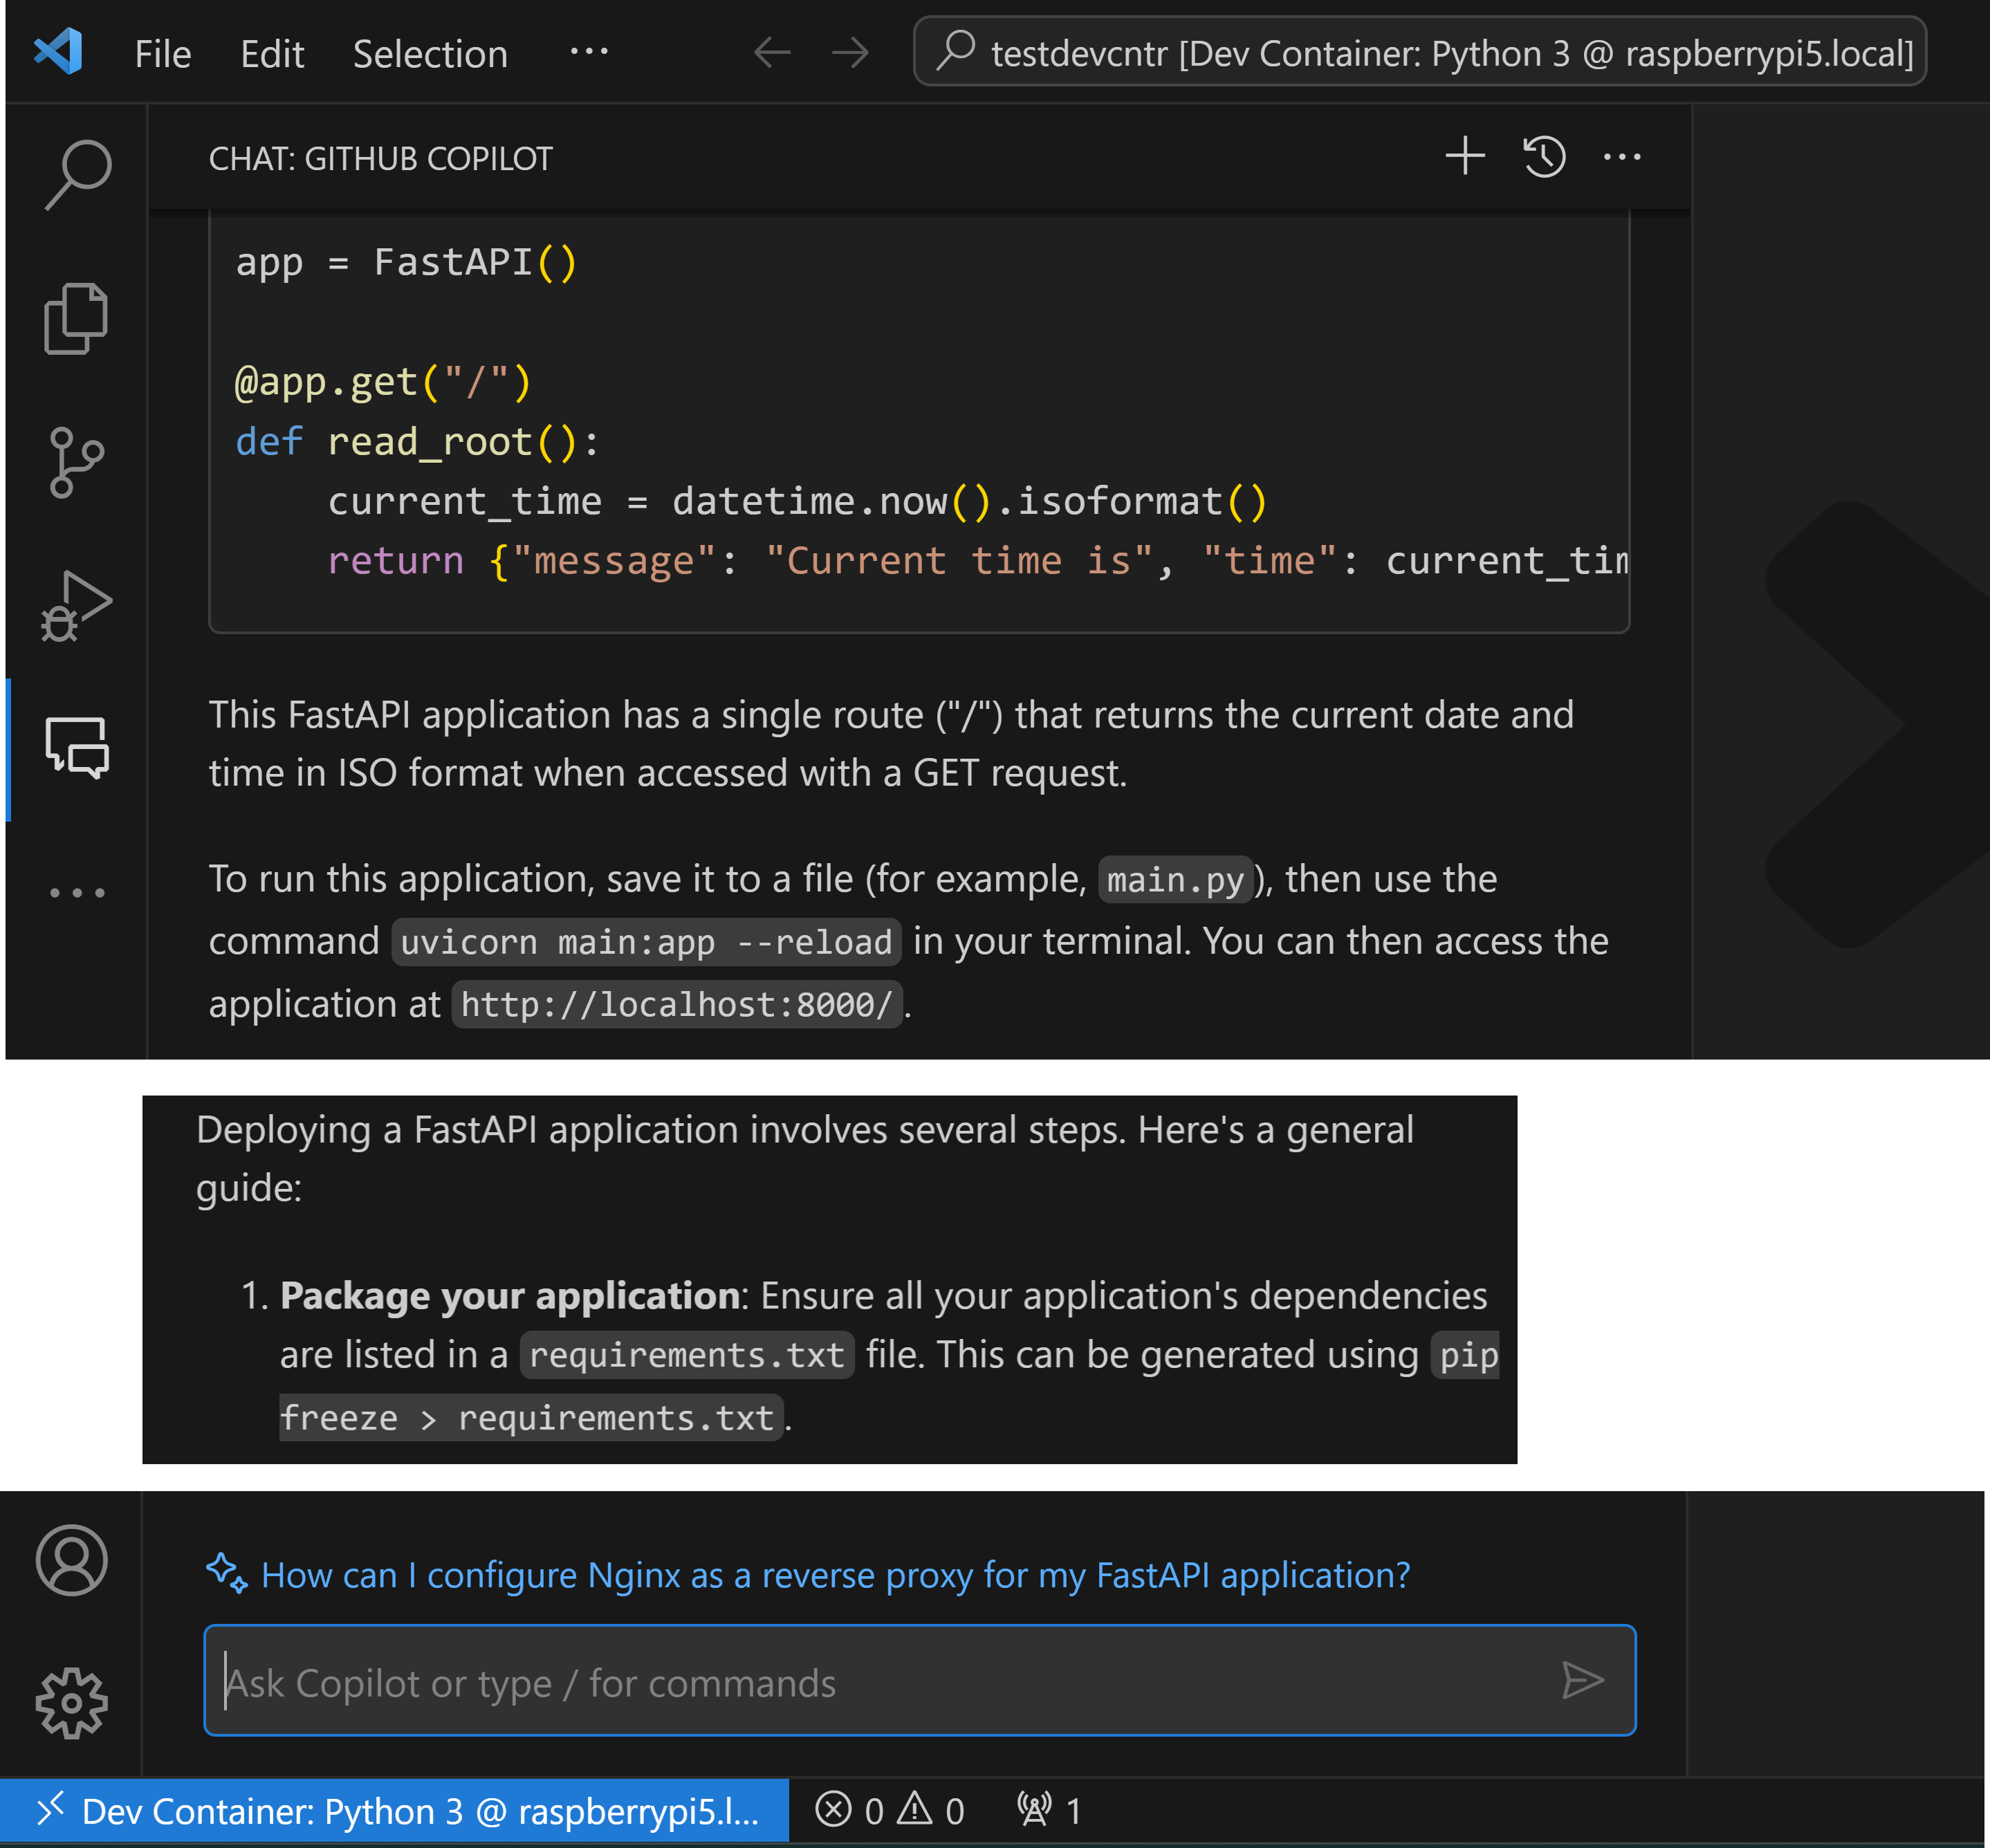 File Edit Selection ··· testdevcntr [Dev Container: Python 3 @ raspberrypi5.local]
CHAT: GITHUB COPILOT
app = FastAPI()
@app.get("/")
def read_root():
    current_time = datetime.now().isoformat()
    return {"message": "Current time is", "time": current_tim
This FastAPI application has a single route ("/") that returns the current date and
time in ISO format when accessed with a GET request.
To run this application, save it to a file (for example, main.py), then use the
command uvicorn main:app --reload in your terminal. You can then access the
application at http://localhost:8000/.
Deploying a FastAPI application involves several steps. Here's a general
guide:
1. Package your application: Ensure all your application's dependencies
are listed in a requirements.txt file. This can be generated using pip
freeze > requirements.txt.
How can I configure Nginx as a reverse proxy for my FastAPI application?
Ask Copilot or type / for commands
Dev Container: Python 3 @ raspberrypi5.l... 0 0 1